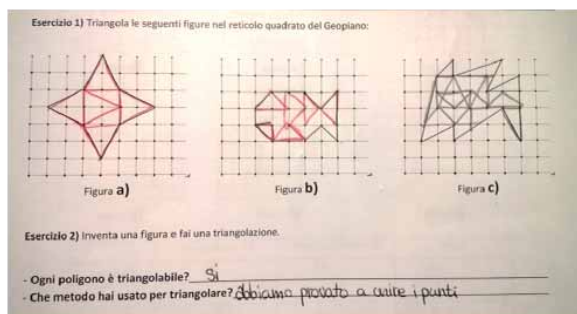 Esercizio 1) Triangola le seguenti figure nel reticolo quadrato del Geopiano:
Figura a)
Figura b)
Figura c)
Esercizio 2) Inventa una figura e fai una triangolazione.
- Ogni poligono è triangolabile? Si
- Che metodo hai usato per triangolare? Abbiamo provato a unire i punti